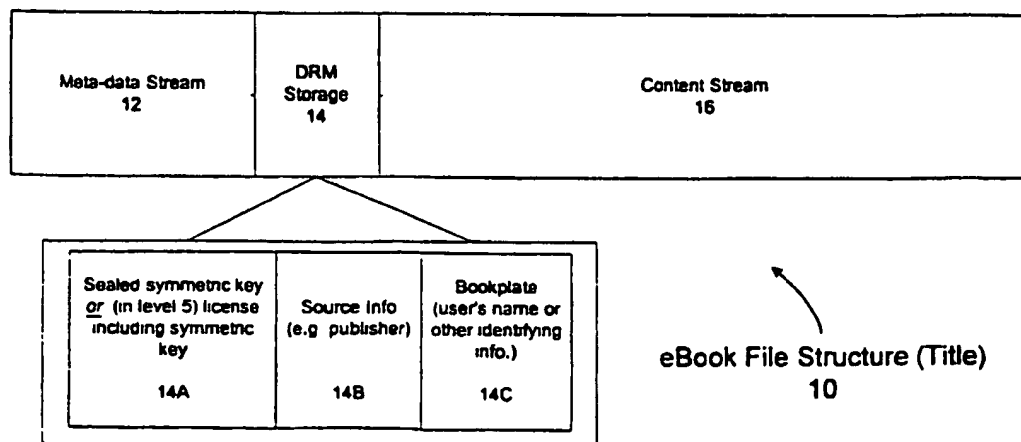 Meta-data Stream
12
DRM
Storage
14
Content Stream
16
Sealed symmetric key
or (in level 5) license
including symmetric
key
14A
Source Info
(e.g publisher)
14B
Bookplate
(user's name or
other identifying
info.)
14C
eBook File Structure (Title)
10